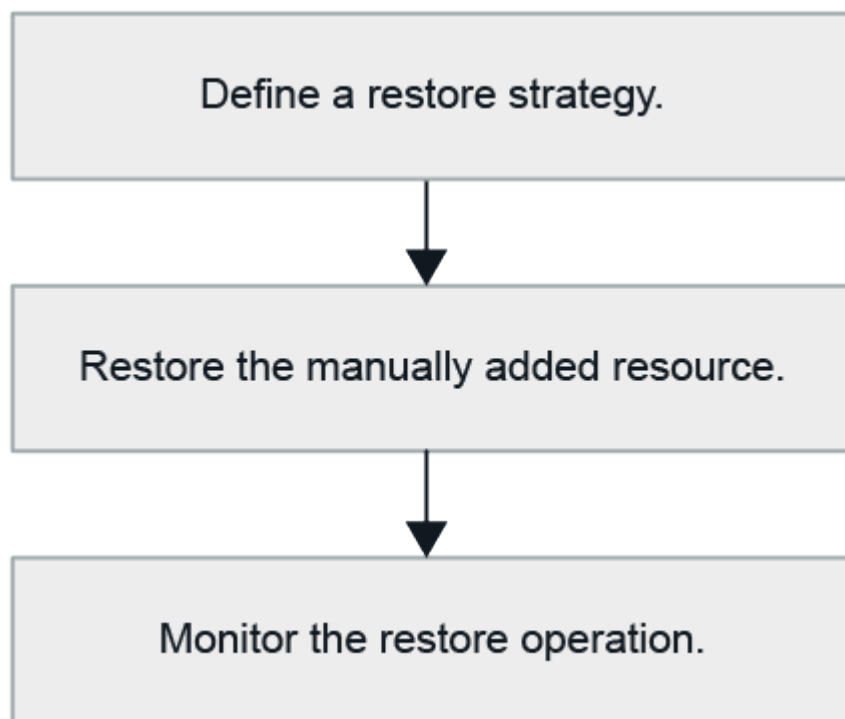 Define a restore strategy.
Restore the manually added resource.
Monitor the restore operation.